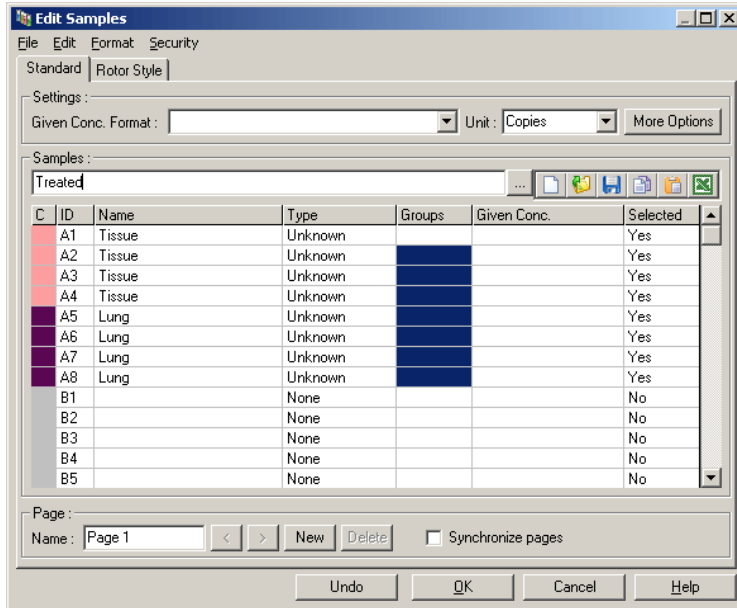 Edit Samples
File Edit Format Security
Standard Rotor Style
Settings :
Given Conc. Format : Unit : Copies More Options
Samples :
Treated ...
C ID Name Type Groups Given Conc. Selected
A1 Tissue Unknown Yes
A2 Tissue Unknown Yes
A3 Tissue Unknown Yes
A4 Tissue Unknown Yes
A5 Lung Unknown Yes
A6 Lung Unknown Yes
A7 Lung Unknown Yes
A8 Lung Unknown Yes
B1 None No
B2 None No
B3 None No
B4 None No
B5 None No
Page :
Name : Page 1 < > New Delete Synchronize pages
Undo OK Cancel Help